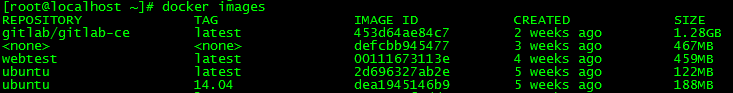 [root@localhost ~]# docker images
REPOSITORY TAG IMAGE ID CREATED SIZE
gitlab/gitlab-ce latest 453d64ae84c7 2 weeks ago 1.28GB
<none> <none> defcbb945477 3 weeks ago 467MB
webtest latest 00111673113e 4 weeks ago 459MB
ubuntu latest 2d696327ab2e 5 weeks ago 122MB
ubuntu 14.04 dea1945146b9 5 weeks ago 188MB